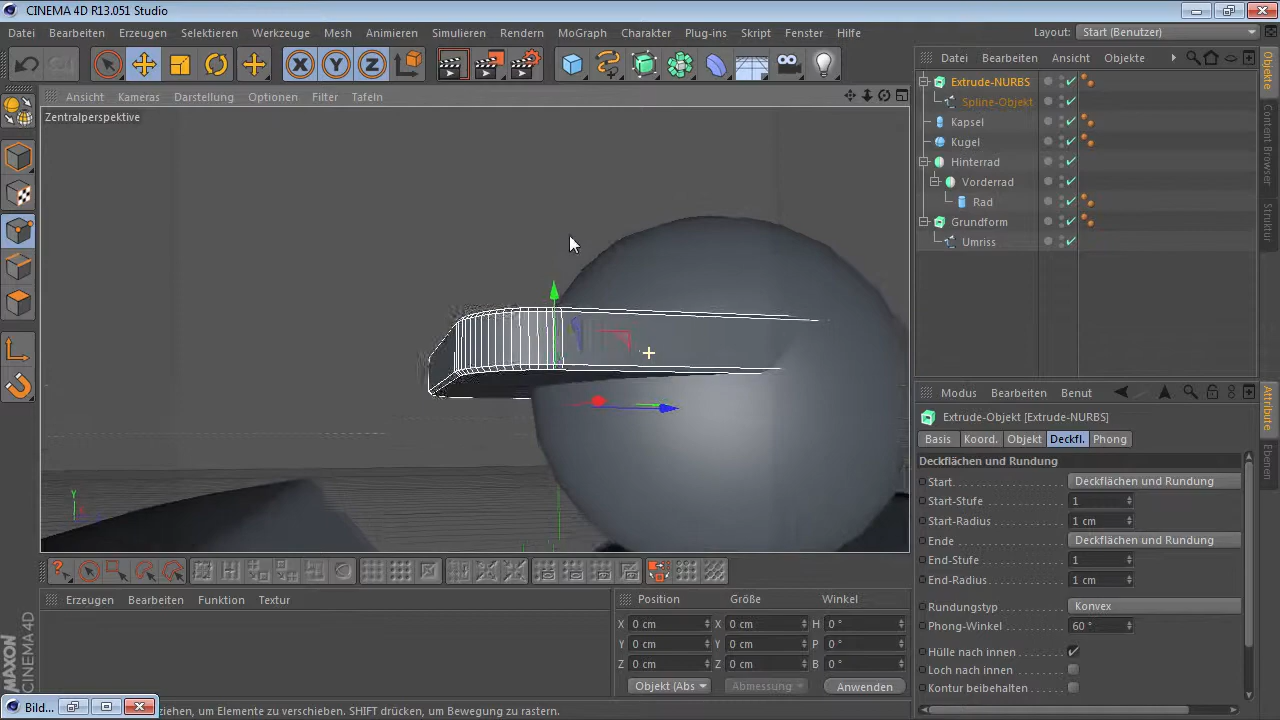 CINEMA 4D R13.051 Studio
Datei Bearbeiten Erzeugen Selektieren Werkzeuge Mesh Animieren Simulieren Rendern MoGraph Charakter Plug-ins Skript Fenster Hilfe Layout: Start (Benutzer)
X Y Z
Datei Bearbeiten Ansicht Objekte
Ansicht Kameras Darstellung Optionen Filter Tafeln
Zentralperspektive
Extrude-NURBS
Spline-Objekt
Kapsel
Kugel
Hinterrad
Vorderrad
Rad
Grundform
Umriss
Objekte
Content Browser
Struktur
Modus Bearbeiten Benut
Extrude-Objekt [Extrude-NURBS]
Basis Koord. Objekt Deckfl. Phong
Deckflächen und Rundung
Start Deckflächen und Rundung
Start-Stufe 1
Start-Radius 1 cm
Ende Deckflächen und Rundung
End-Stufe 1
End-Radius 1 cm
Rundungstyp Konvex
Phong-Winkel 60 °
Hülle nach innen
Loch nach innen
Kontur beibehalten
Attribute
Ebenen
Y
Erzeugen Bearbeiten Funktion Textur
Position Größe Winkel
X 0 cm X 0 cm H 0 °
Y 0 cm Y 0 cm P 0 °
Z 0 cm Z 0 cm B 0 °
Objekt (Abs Abmessung Anwenden
MAXON CINEMA 4D
Bild...
ziehen, um Elemente zu verschieben. SHIFT drücken, um Bewegung zu rastern.